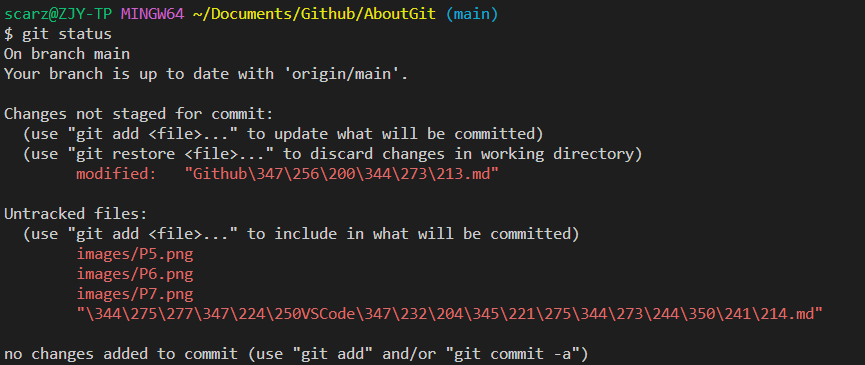 scarz@ZJY-TP MINGW64 ~/Documents/Github/AboutGit (main)
$ git status
On branch main
Your branch is up to date with 'origin/main'.
Changes not staged for commit:
(use "git add <file>..." to update what will be committed)
(use "git restore <file>..." to discard changes in working directory)
modified:   "Github\347\256\200\344\273\213.md"
Untracked files:
(use "git add <file>..." to include in what will be committed)
images/P5.png
images/P6.png
images/P7.png
"\344\275\277\347\224\250VSCode\347\232\204\345\221\275\344\273\244\350\241\214.md"
no changes added to commit (use "git add" and/or "git commit -a")